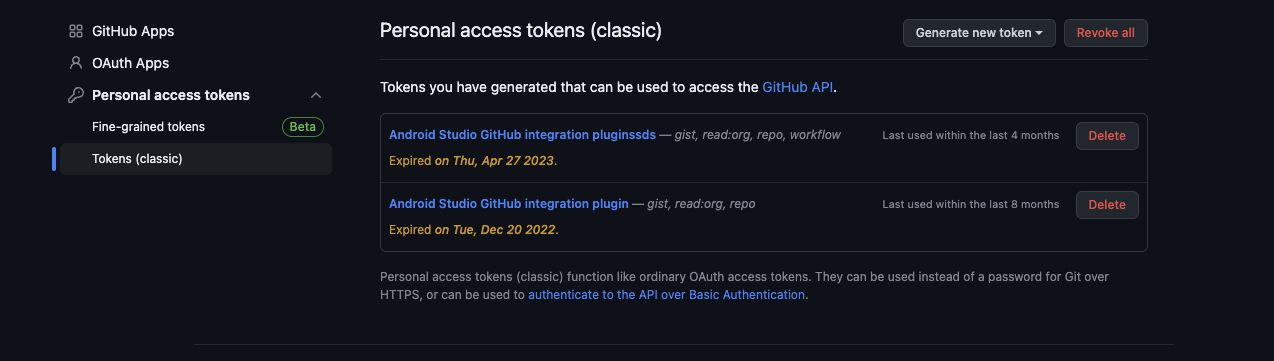 GitHub Apps
OAuth Apps
Personal access tokens
Fine-grained tokens Beta
Tokens (classic)
Personal access tokens (classic)
Generate new token
Revoke all
Tokens you have generated that can be used to access the GitHub API.
Android Studio GitHub integration pluginssds — gist, read:org, repo, workflow
Last used within the last 4 months
Delete
Expired on Thu, Apr 27 2023.
Android Studio GitHub integration plugin — gist, read:org, repo
Last used within the last 8 months
Delete
Expired on Tue, Dec 20 2022.
Personal access tokens (classic) function like ordinary OAuth access tokens. They can be used instead of a password for Git over
HTTPS, or can be used to authenticate to the API over Basic Authentication.